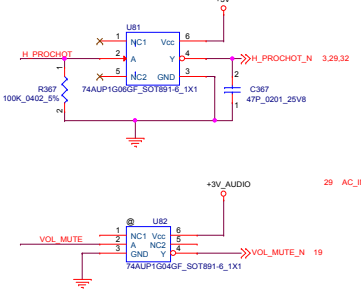 U81
1 NC1 Vcc 6
H_PROCHOT 2 A Y 4 H_PROCHOT_N 3,29,32
5 NC2 GND 3
74AUP1G06GF_SOT891-6_1X1
1
R367
100K_0402_5%
2
2
C367
47P_0201_25V8
1
+3V_AUDIO
29 AC_I
@ U82
1 NC1 Vcc 6
VOL_MUTE 2 A NC2 5
3 GND Y 4 VOL_MUTE_N 19
74AUP1G04GF_SOT891-6_1X1